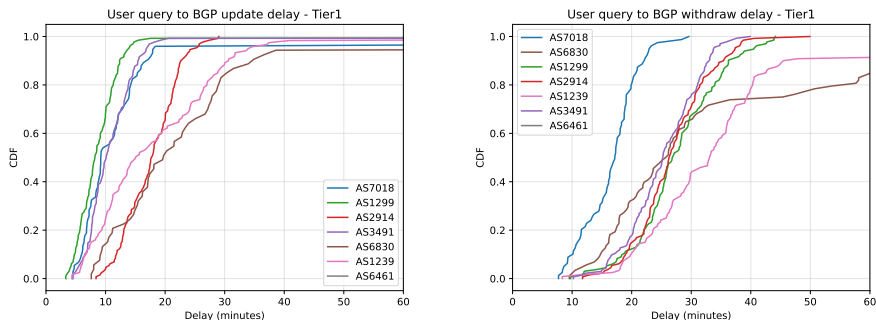 User query to BGP update delay - Tier1
1.0
0.8
0.6
0.4
0.2
0.0
CDF
0 10 20 30 40 50 60
Delay (minutes)
AS7018
AS1299
AS2914
AS3491
AS6830
AS1239
AS6461
User query to BGP withdraw delay - Tier1
1.0
0.8
0.6
0.4
0.2
0.0
CDF
0 10 20 30 40 50 60
Delay (minutes)
AS7018
AS6830
AS1299
AS2914
AS1239
AS3491
AS6461